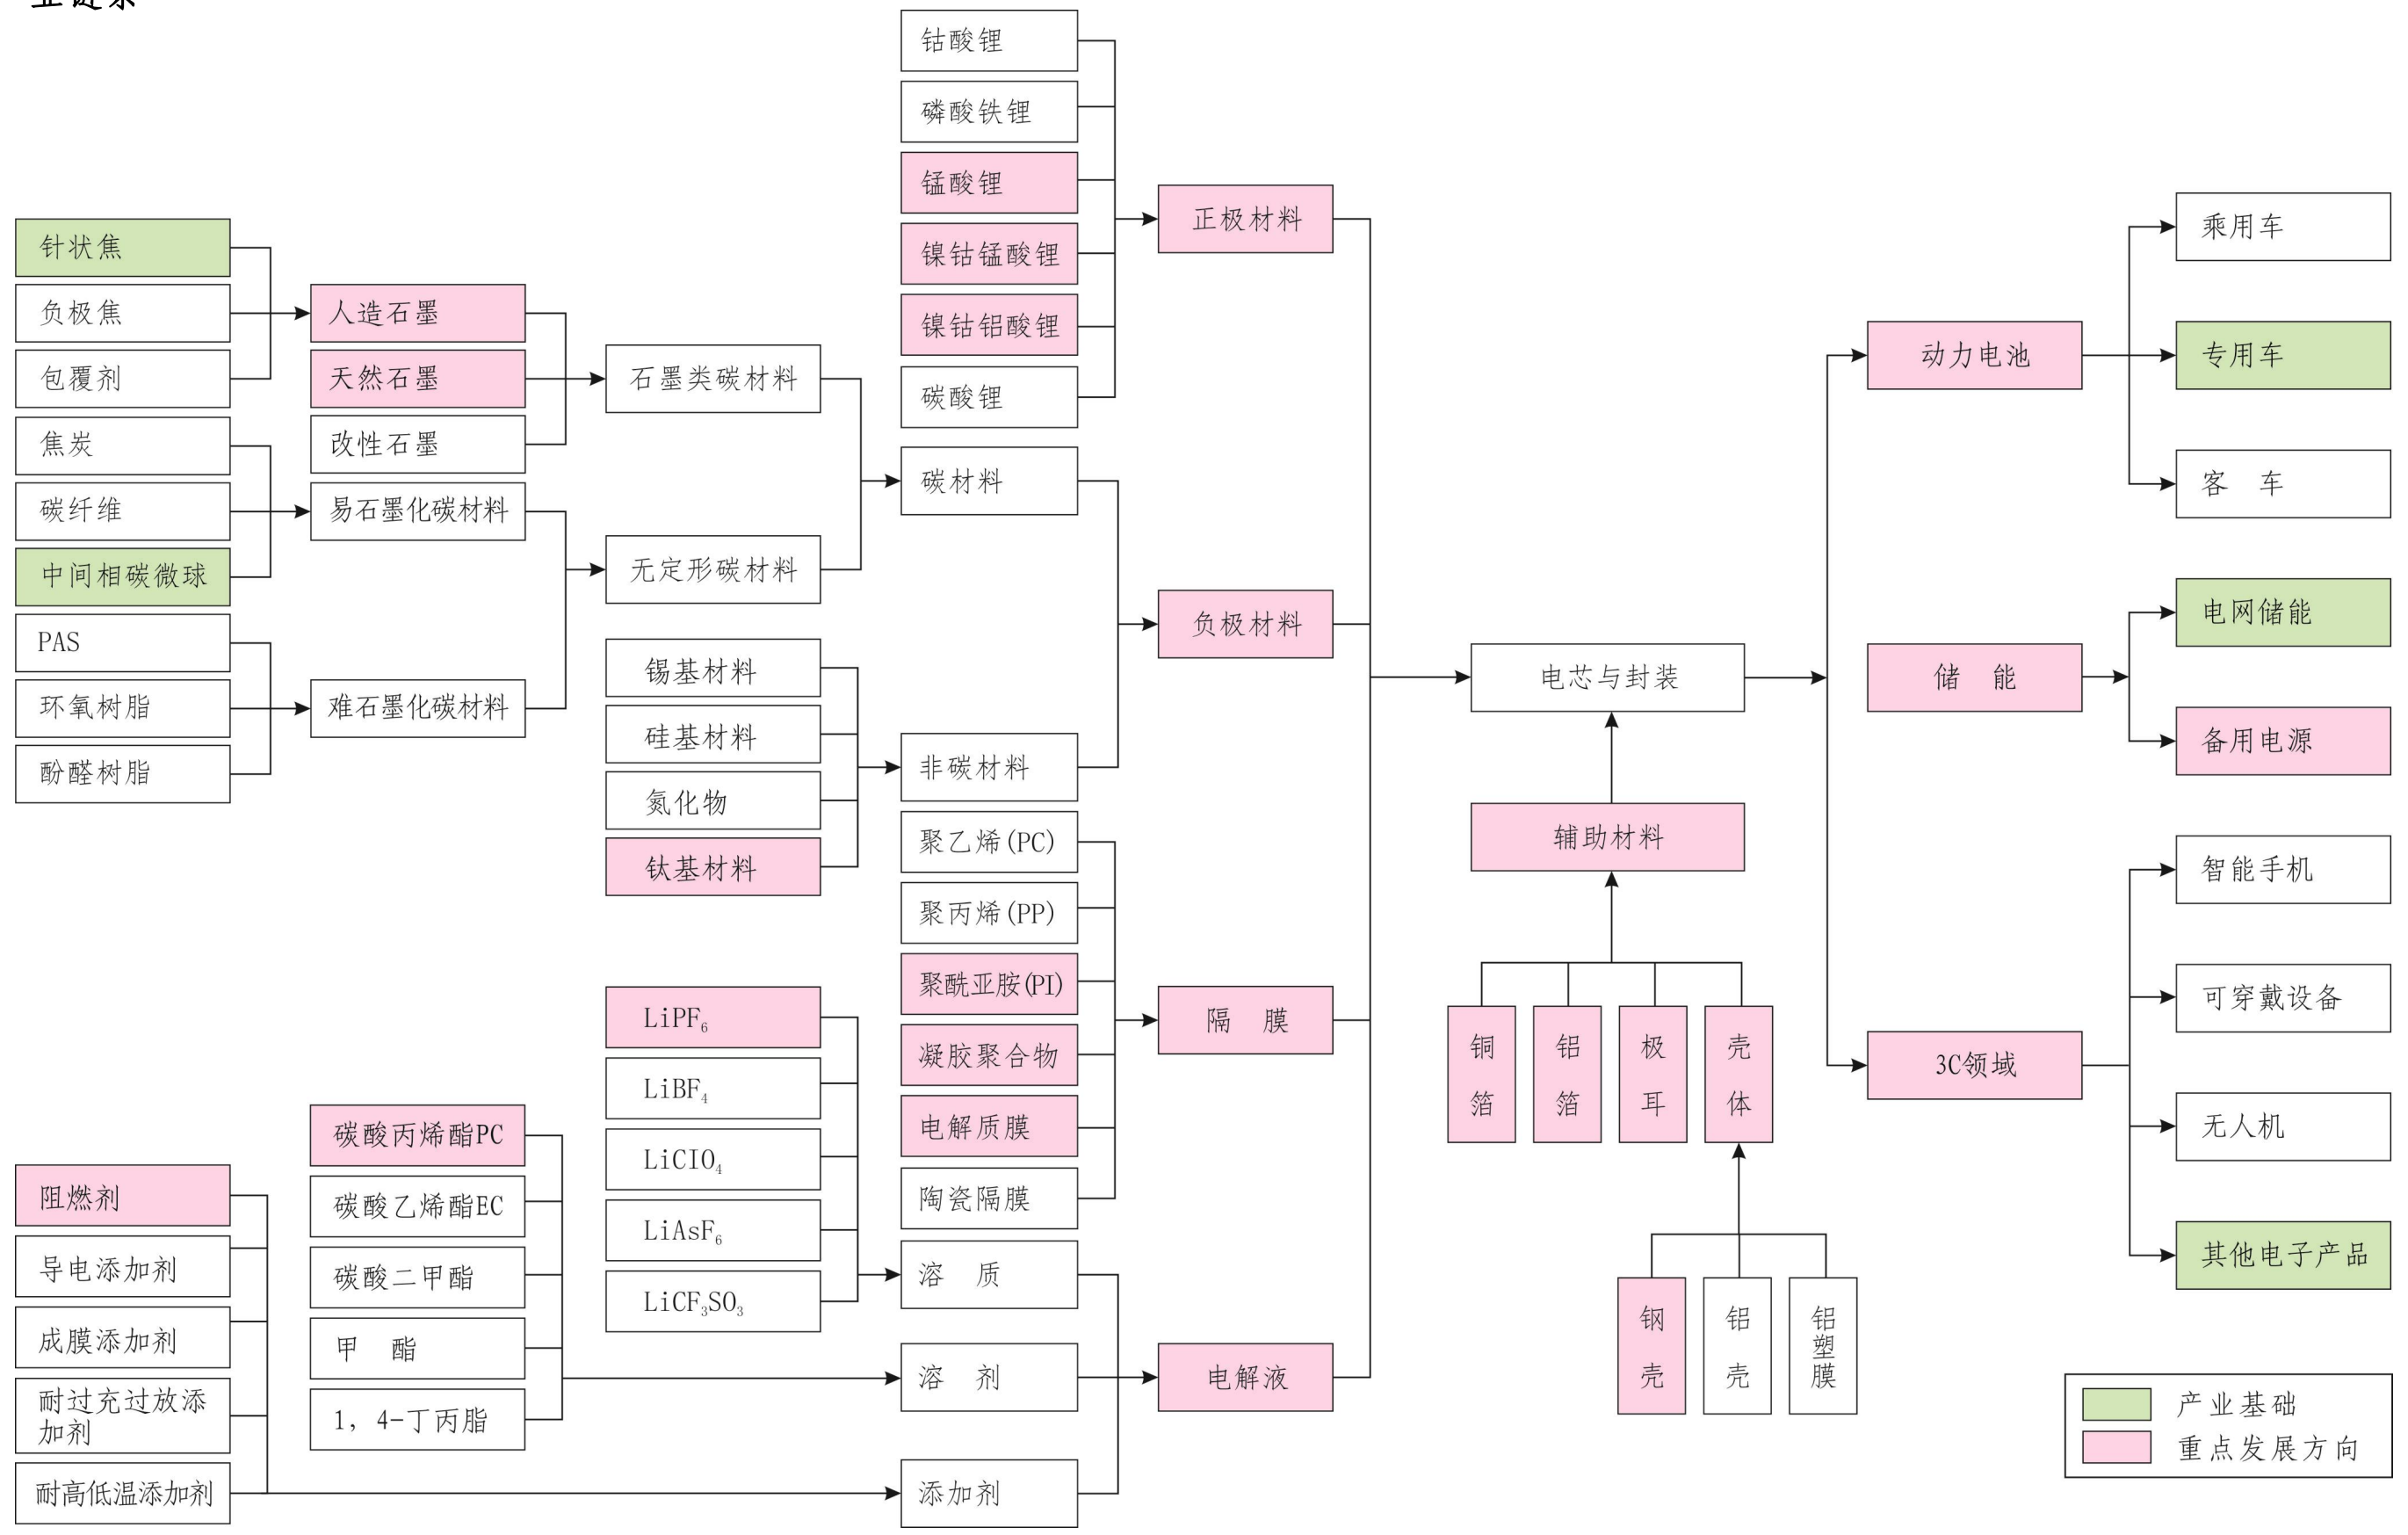 钴酸锂
磷酸铁锂
锰酸锂
镍钴锰酸锂
镍钴铝酸锂
碳酸锂
正极材料
针状焦
负极焦
包覆剂
焦炭
碳纤维
中间相碳微球
PAS
环氧树脂
酚醛树脂
人造石墨
天然石墨
改性石墨
易石墨化碳材料
难石墨化碳材料
石墨类碳材料
无定形碳材料
碳材料
锡基材料
硅基材料
氮化物
钛基材料
非碳材料
负极材料
聚乙烯(PC)
聚丙烯(PP)
聚酰亚胺(PI)
凝胶聚合物
电解质膜
陶瓷隔膜
隔 膜
LiPF₆
LiBF₄
LiCIO₄
LiAsF₆
LiCF₃SO₃
溶 质
碳酸丙烯酯PC
碳酸乙烯酯EC
碳酸二甲酯
甲 酯
1, 4-丁丙脂
溶 剂
阻燃剂
导电添加剂
成膜添加剂
耐过充过放添
加剂
耐高低温添加剂
添加剂
电解液
电芯与封装
辅助材料
铜箔
铝箔
极耳
壳体
钢壳
铝壳
铝塑膜
动力电池
乘用车
专用车
客 车
储 能
电网储能
备用电源
3C领域
智能手机
可穿戴设备
无人机
其他电子产品
产业基础
重点发展方向